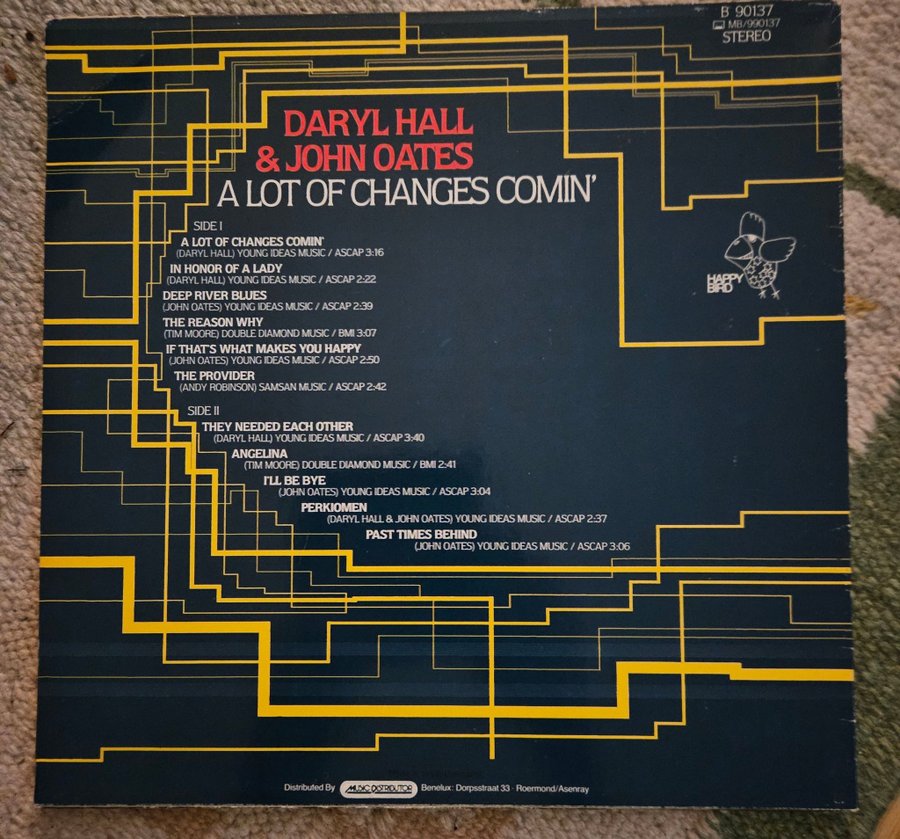 B 90137
MB/990137
STEREO
DARYL HALL
& JOHN OATES
A LOT OF CHANGES COMIN'
SIDE I
A LOT OF CHANGES COMIN'
(DARYL HALL) YOUNG IDEAS MUSIC / ASCAP 3:16
IN HONOR OF A LADY
(DARYL HALL) YOUNG IDEAS MUSIC / ASCAP 2:22
DEEP RIVER BLUES
(JOHN OATES) YOUNG IDEAS MUSIC / ASCAP 2:39
THE REASON WHY
(TIM MOORE) DOUBLE DIAMOND MUSIC / BMI 3:07
IF THAT'S WHAT MAKES YOU HAPPY
(JOHN OATES) YOUNG IDEAS MUSIC / ASCAP 2:50
THE PROVIDER
(ANDY ROBINSON) SAMSAN MUSIC / ASCAP 2:42
HAPPY
BIRD
SIDE II
THEY NEEDED EACH OTHER
(DARYL HALL) YOUNG IDEAS MUSIC / ASCAP 3:40
ANGELINA
(TIM MOORE) DOUBLE DIAMOND MUSIC / BMI 2:41
I'LL BE BYE
(JOHN OATES) YOUNG IDEAS MUSIC / ASCAP 3:04
PERKIOMEN
(DARYL HALL & JOHN OATES) YOUNG IDEAS MUSIC / ASCAP 2:37
PAST TIMES BEHIND
(JOHN OATES) YOUNG IDEAS MUSIC / ASCAP 3:06
Distributed By MUSIC DISTRIBUTOR Benelux: Dorpsstraat 33 - Roermond/Asenray